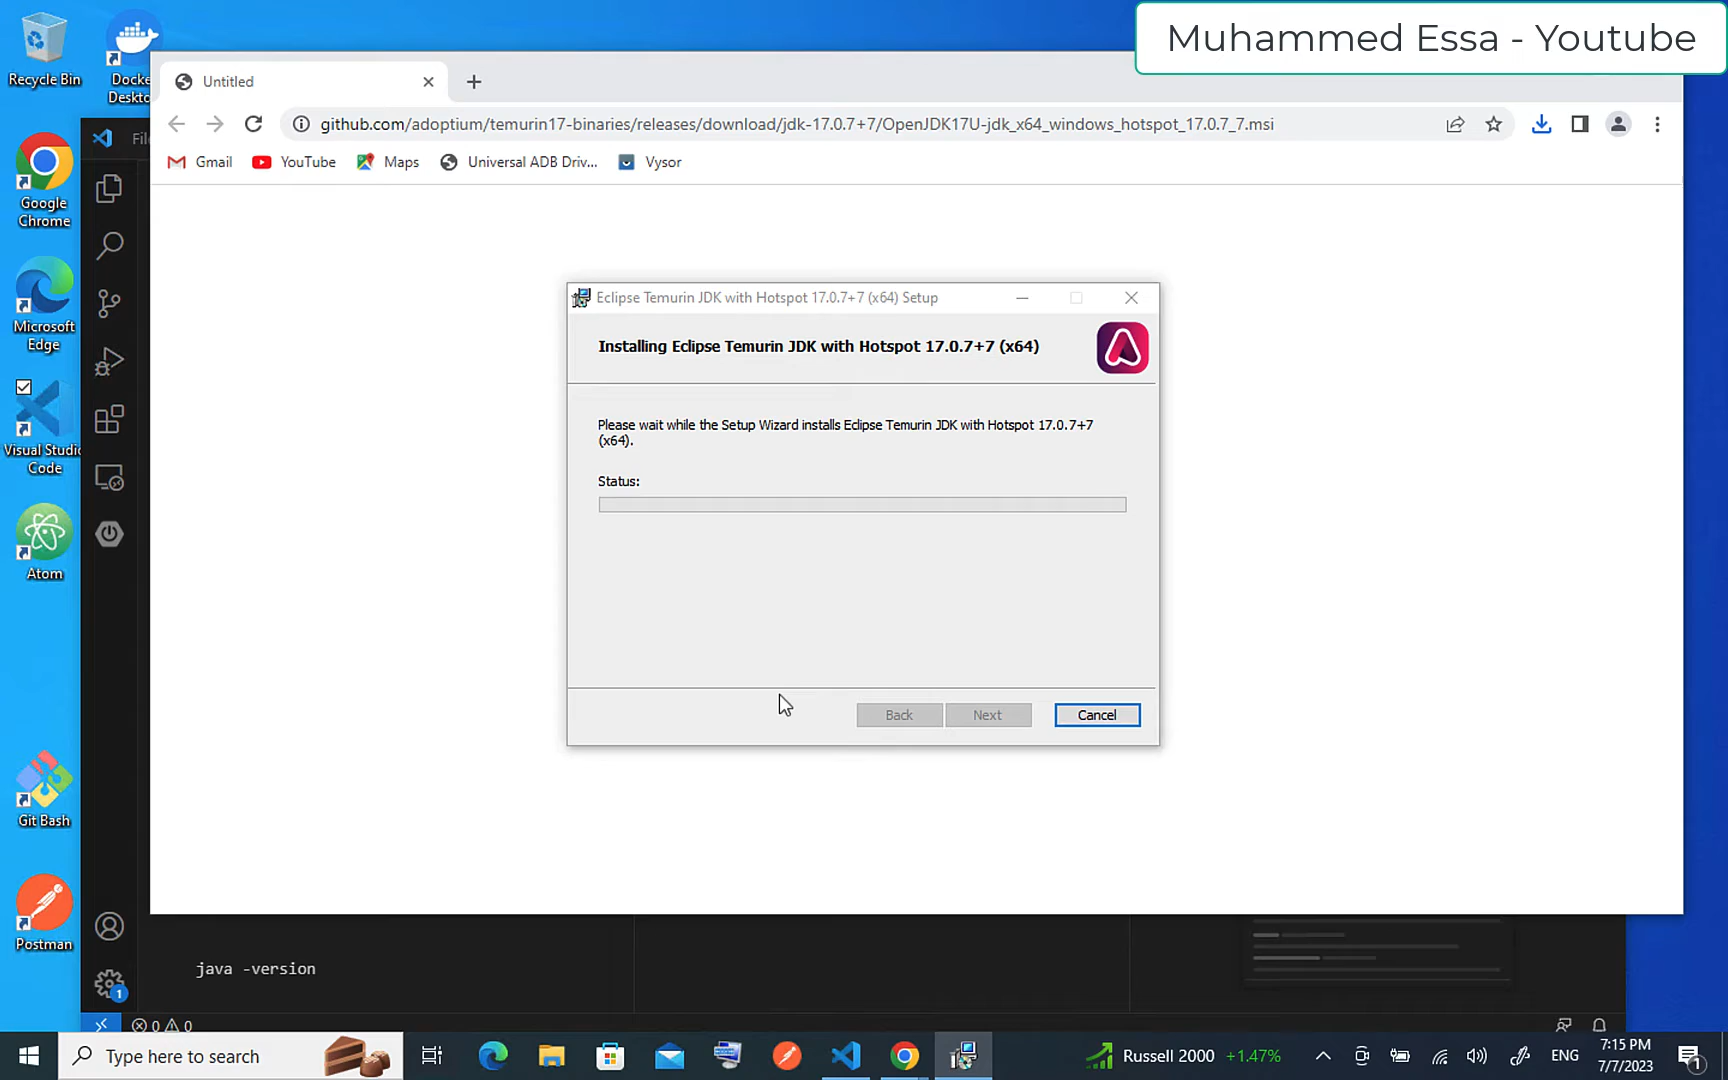 Muhammed Essa - Youtube
Recycle Bin
Docke
Deskto
Untitled
Fil
github.com/adoptium/temurin17-binaries/releases/download/jdk-17.0.7+7/OpenJDK17U-jdk_x64_windows_hotspot_17.0.7_7.msi
Gmail YouTube Maps Universal ADB Driv... Vysor
Google
Chrome
Microsoft
Edge
Visual Studi
Code
Atom
Git Bash
Postman
Eclipse Temurin JDK with Hotspot 17.0.7+7 (x64) Setup
Installing Eclipse Temurin JDK with Hotspot 17.0.7+7 (x64)
Please wait while the Setup Wizard installs Eclipse Temurin JDK with Hotspot 17.0.7+7
(x64).
Status:
Back Next Cancel
java -version
1
0 0
Type here to search
Russell 2000 +1.47%
ENG
7:15 PM
7/7/2023
1